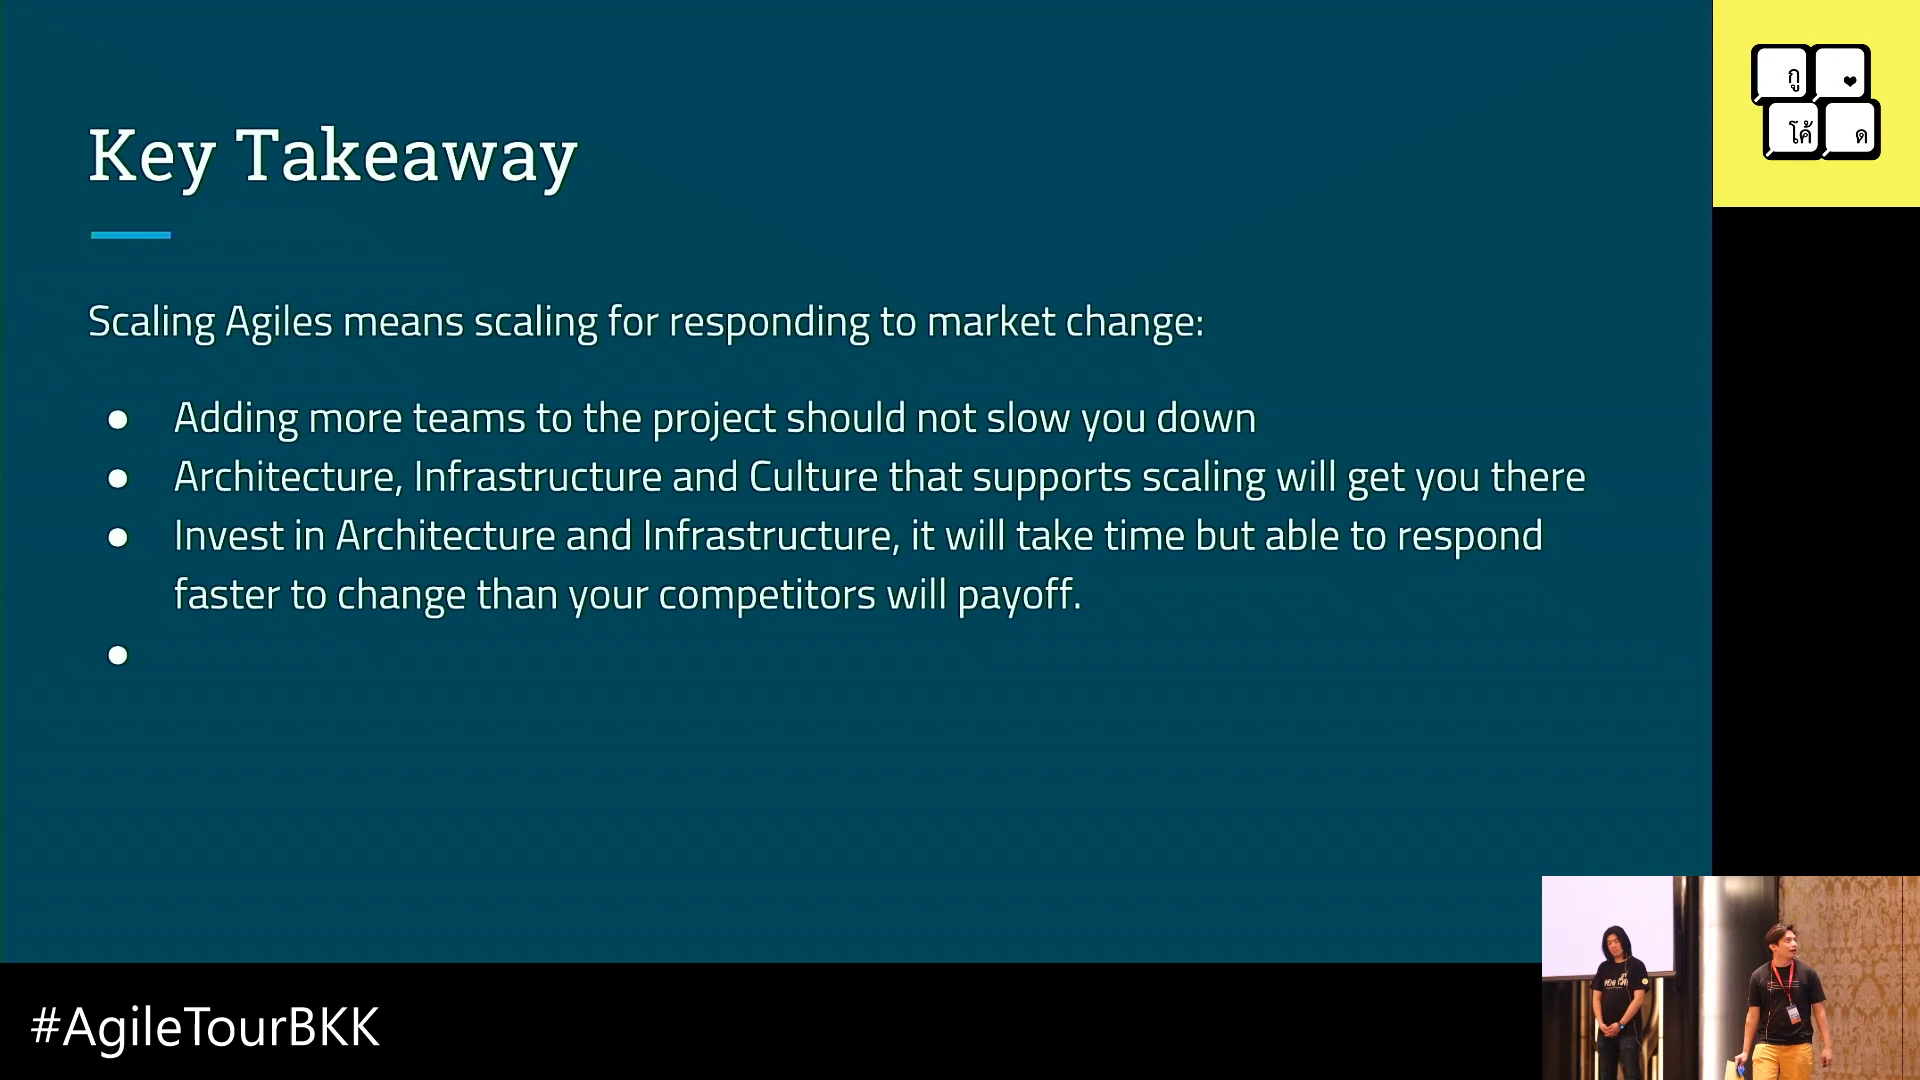 กู ❤
โค้ด
Key Takeaway
Scaling Agiles means scaling for responding to market change:
● Adding more teams to the project should not slow you down
● Architecture, Infrastructure and Culture that supports scaling will get you there
● Invest in Architecture and Infrastructure, it will take time but able to respond
faster to change than your competitors will payoff.
●
#AgileTourBKK